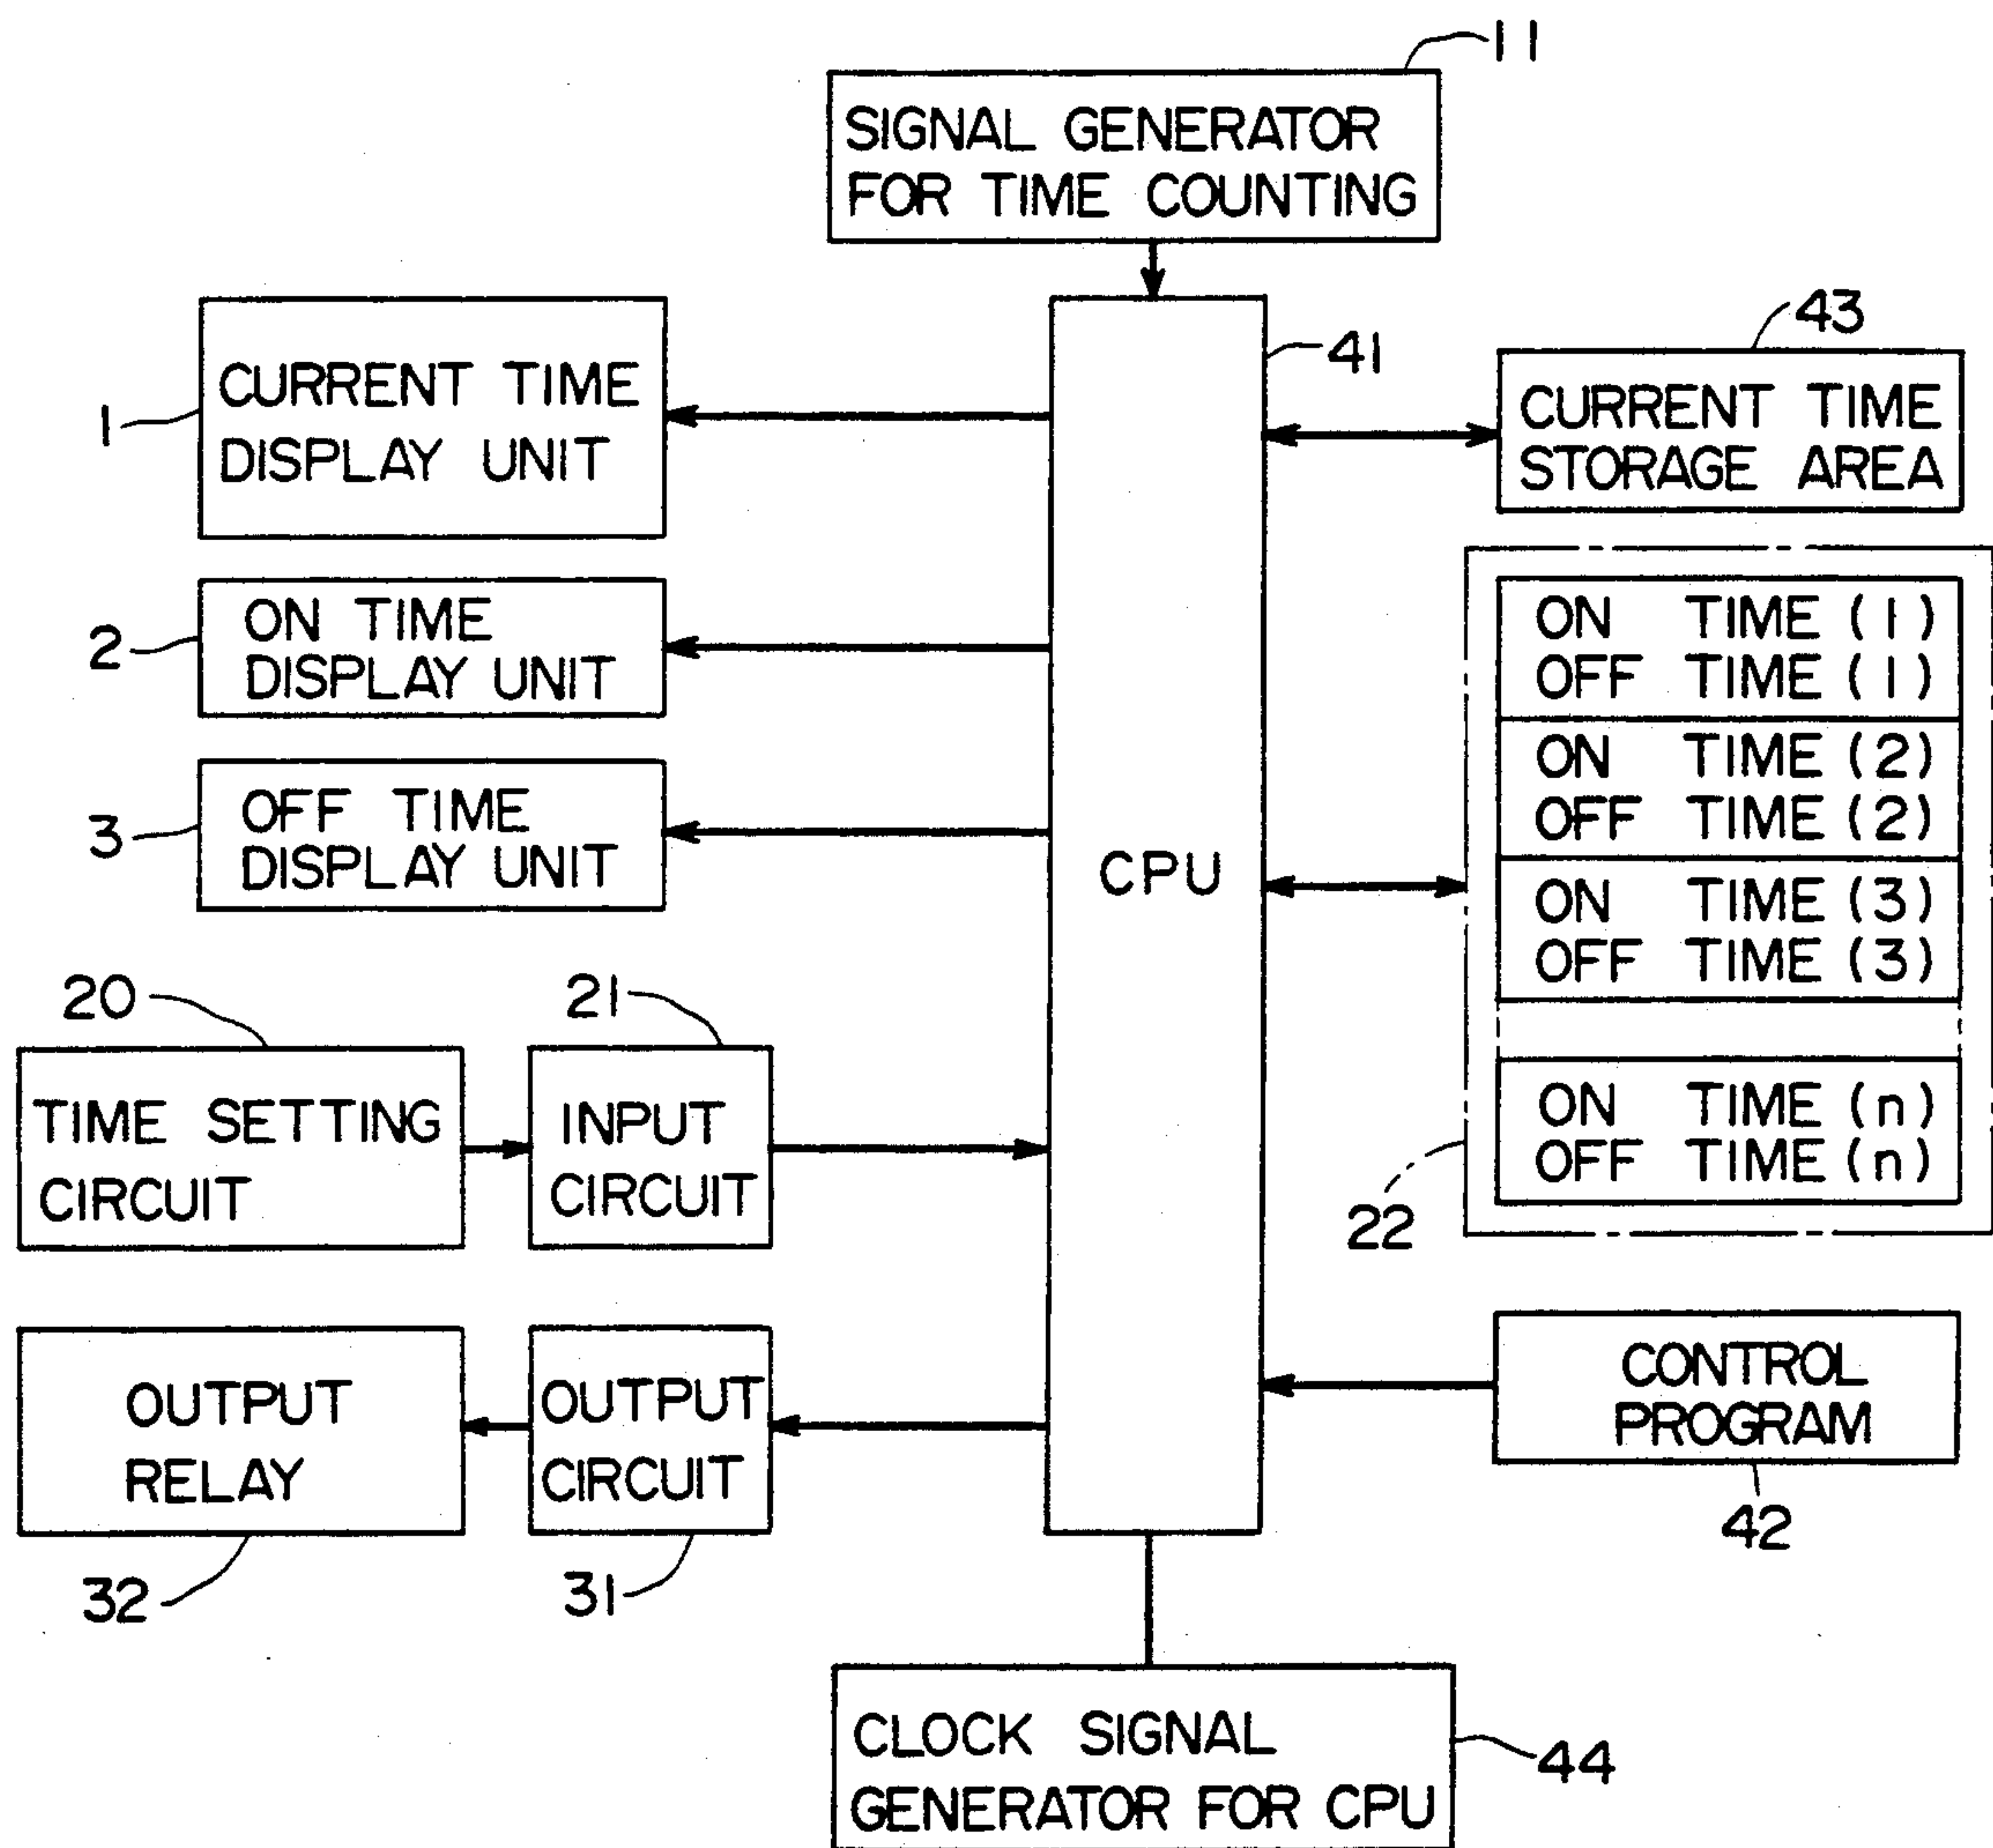 11
SIGNAL GENERATOR
FOR TIME COUNTING
43
41
CURRENT TIME
DISPLAY UNIT
1
CURRENT TIME
STORAGE AREA
ON TIME
DISPLAY UNIT
2
OFF TIME
DISPLAY UNIT
3
CPU
ON TIME (1)
OFF TIME (1)
ON TIME (2)
OFF TIME (2)
ON TIME (3)
OFF TIME (3)
ON TIME (n)
OFF TIME (n)
22
20
21
TIME SETTING
CIRCUIT
INPUT
CIRCUIT
OUTPUT
RELAY
OUTPUT
CIRCUIT
CONTROL
PROGRAM
42
32
31
CLOCK SIGNAL
GENERATOR FOR CPU
44